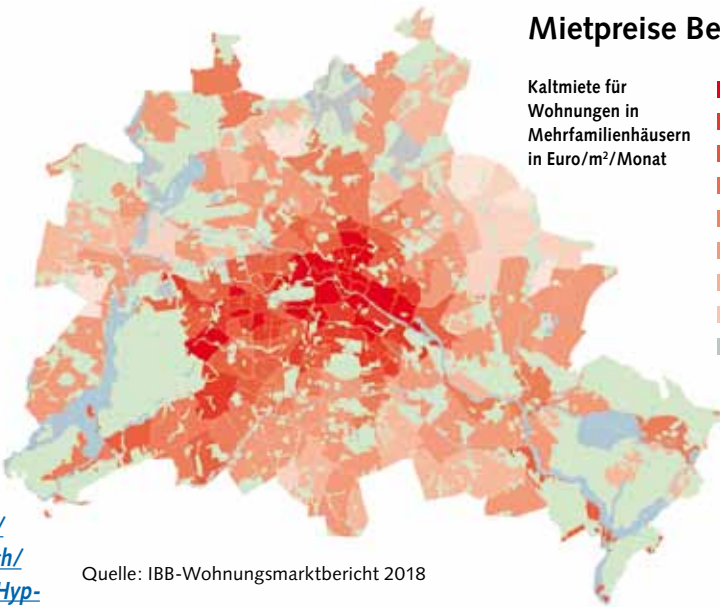 Mietpreise Be
Kaltmiete für
Wohnungen in
Mehrfamilienhäusern
in Euro/m²/Monat
/
h/
Hyp-
Quelle: IBB-Wohnungsmarktbericht 2018